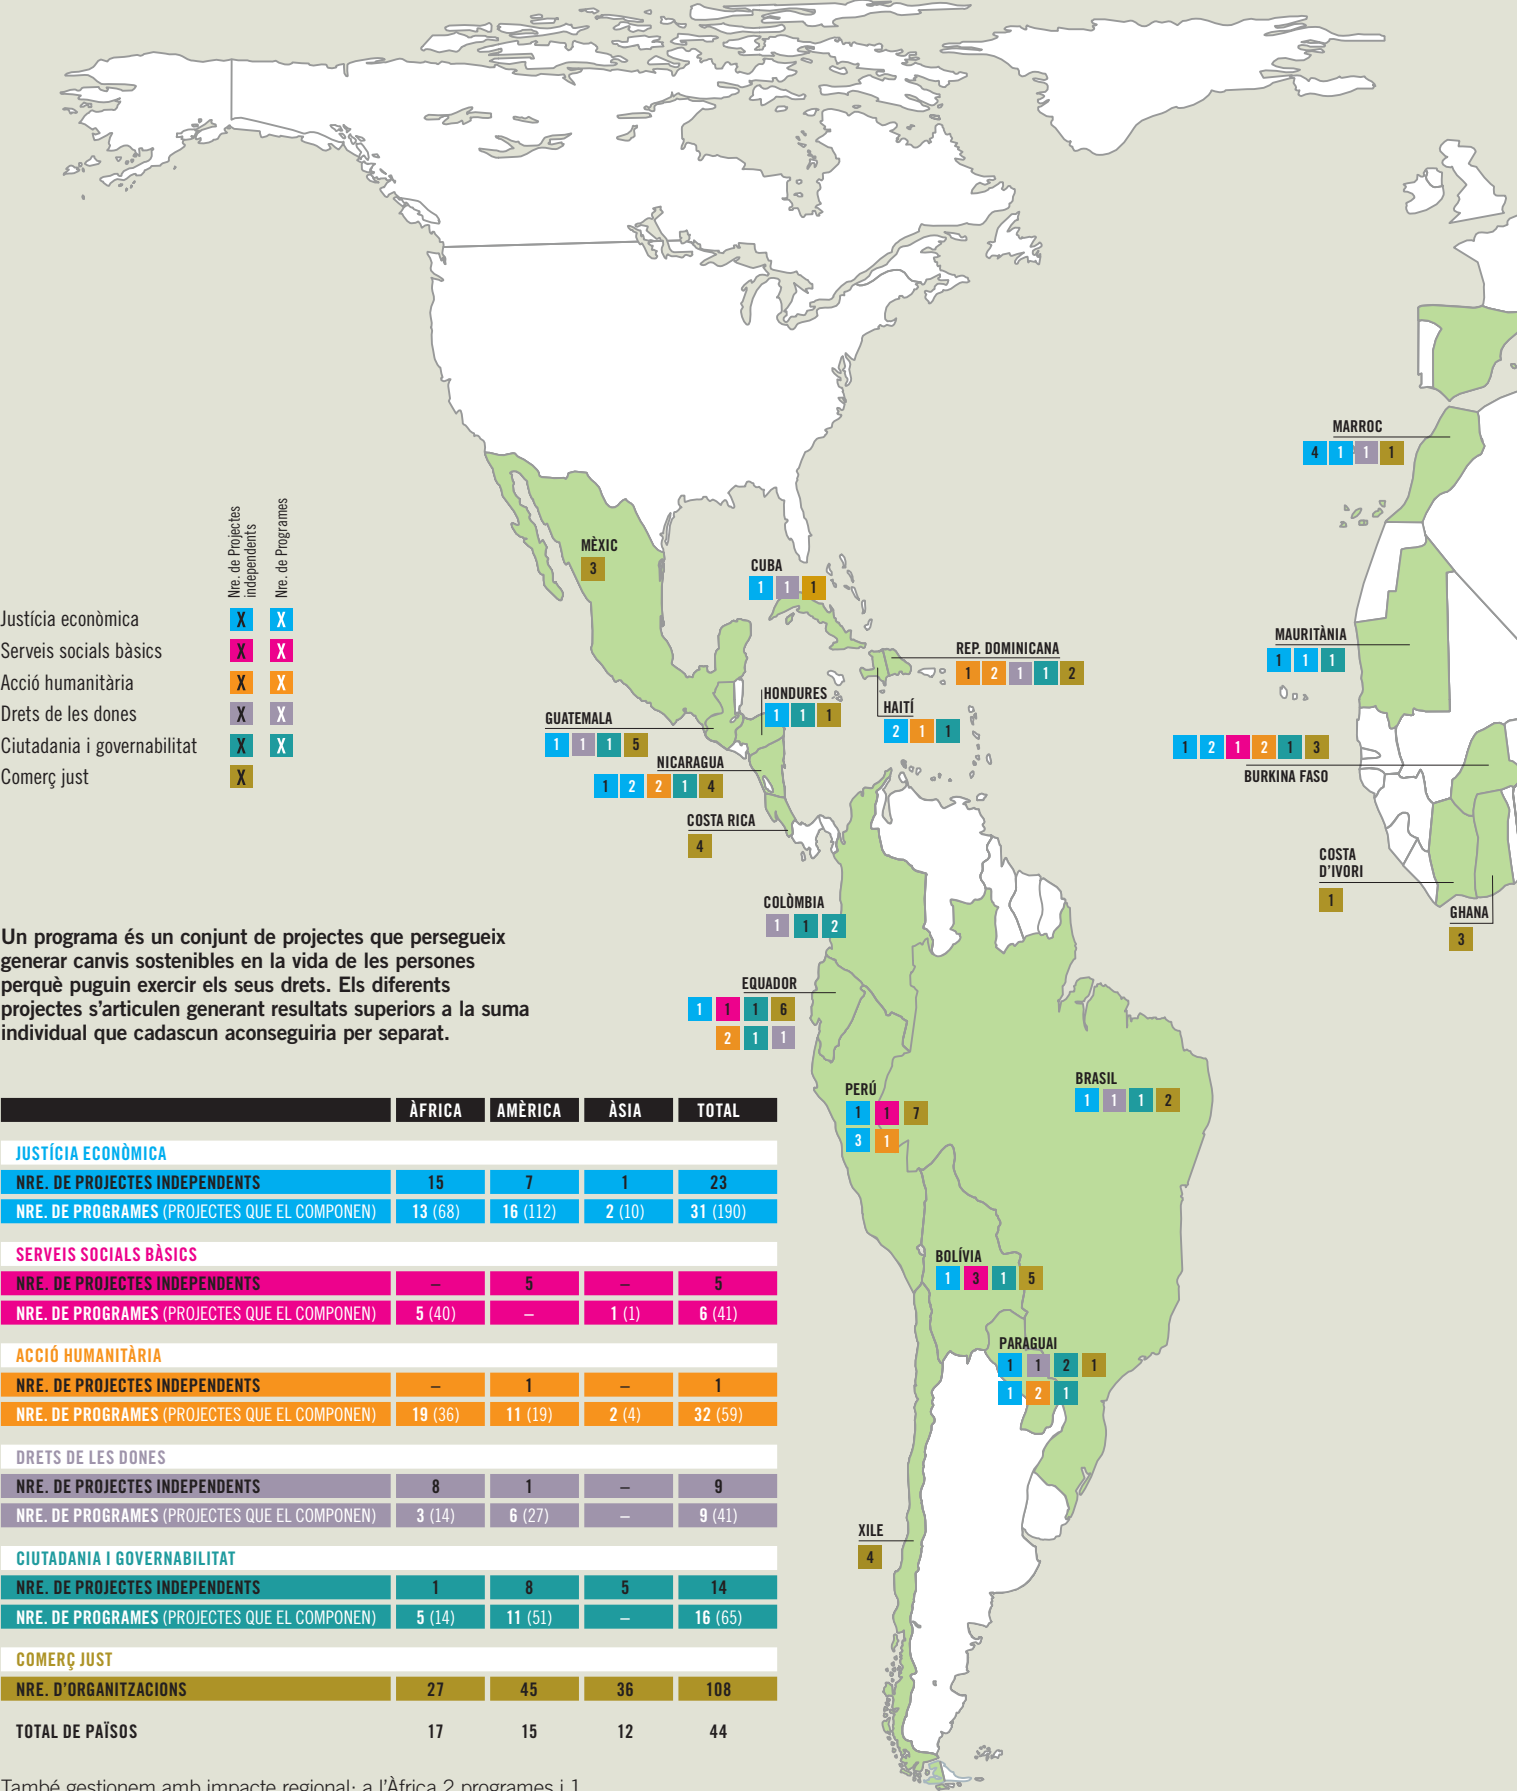 MARROC
4 1 1 1
Nre. de Projectes
independents
Nre. de Programes
MÈXIC
3
CUBA
1 1 1
Justícia econòmica X X
Serveis socials bàsics X X
Acció humanitària X X
Drets de les dones X X
Ciutadania i governabilitat X X
Comerç just X
MAURITÀNIA
1 1 1
REP. DOMINICANA
1 2 1 1 2
HONDURES
1 1 1
HAITÍ
2 1 1
GUATEMALA
1 1 1 5
NICARAGUA
1 2 2 1 4
1 2 1 2 1 3
BURKINA FASO
COSTA RICA
4
COSTA
D'IVORI
1
GHANA
3
COLÒMBIA
1 1 2
Un programa és un conjunt de projectes que persegueix
generar canvis sostenibles en la vida de les persones
perquè puguin exercir els seus drets. Els diferents
projectes s’articulen generant resultats superiors a la suma
individual que cadascun aconseguiria per separat.
EQUADOR
1 1 1 6
2 1 1
BRASIL
1 1 1 2
PERÚ
1 1 7
3 1
BOLÍVIA
1 3 1 5
PARAGUAI
1 1 2 1
1 2 1
XILE
4
ÀFRICA AMÈRICA ÀSIA TOTAL
JUSTÍCIA ECONÒMICA
NRE. DE PROJECTES INDEPENDENTS 15 7 1 23
NRE. DE PROGRAMES (PROJECTES QUE EL COMPONEN) 13 (68) 16 (112) 2 (10) 31 (190)
SERVEIS SOCIALS BÀSICS
NRE. DE PROJECTES INDEPENDENTS – 5 – 5
NRE. DE PROGRAMES (PROJECTES QUE EL COMPONEN) 5 (40) – 1 (1) 6 (41)
ACCIÓ HUMANITÀRIA
NRE. DE PROJECTES INDEPENDENTS – 1 – 1
NRE. DE PROGRAMES (PROJECTES QUE EL COMPONEN) 19 (36) 11 (19) 2 (4) 32 (59)
DRETS DE LES DONES
NRE. DE PROJECTES INDEPENDENTS 8 1 – 9
NRE. DE PROGRAMES (PROJECTES QUE EL COMPONEN) 3 (14) 6 (27) – 9 (41)
CIUTADANIA I GOVERNABILITAT
NRE. DE PROJECTES INDEPENDENTS 1 8 5 14
NRE. DE PROGRAMES (PROJECTES QUE EL COMPONEN) 5 (14) 11 (51) – 16 (65)
COMERÇ JUST
NRE. D’ORGANITZACIONS 27 45 36 108
TOTAL DE PAÏSOS 17 15 12 44
També gestionem amb impacte regional: a l’Àfrica 2 programes i 1